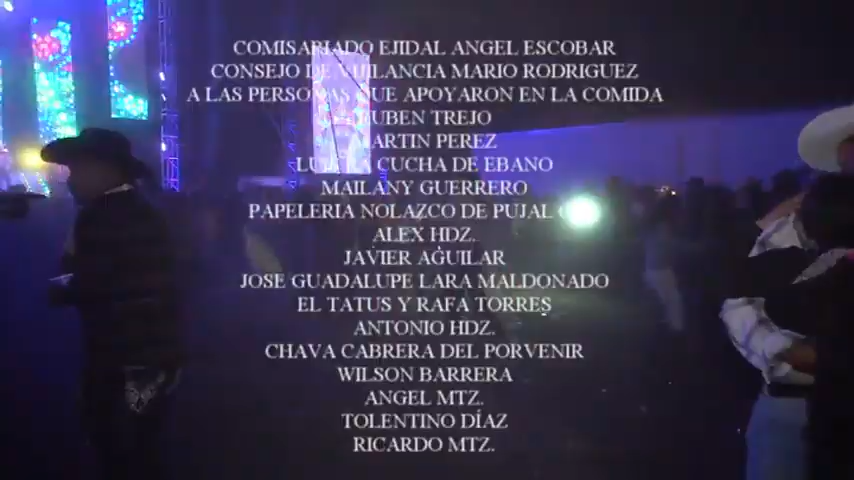 COMISARIADO EJIDAL ANGEL ESCOBAR
CONSEJO DE VIGILANCIA MARIO RODRIGUEZ
A LAS PERSONAS QUE APOYARON EN LA COMIDA
REUBEN TREJO
MARTIN PEREZ
CUCHA DE EBANO
MAILANY GUERRERO
PAPELERIA NOLAZCO DE PUJAL
ALEX HDZ.
JAVIER AGUILAR
JOSE GUADALUPE LARA MALDONADO
EL TATUS Y RAFA TORRES
ANTONIO HDZ.
CHAVA CABRERA DEL PORVENIR
WILSON BARRERA
ANGEL MTZ.
TOLENTINO DÍAZ
RICARDO MTZ.